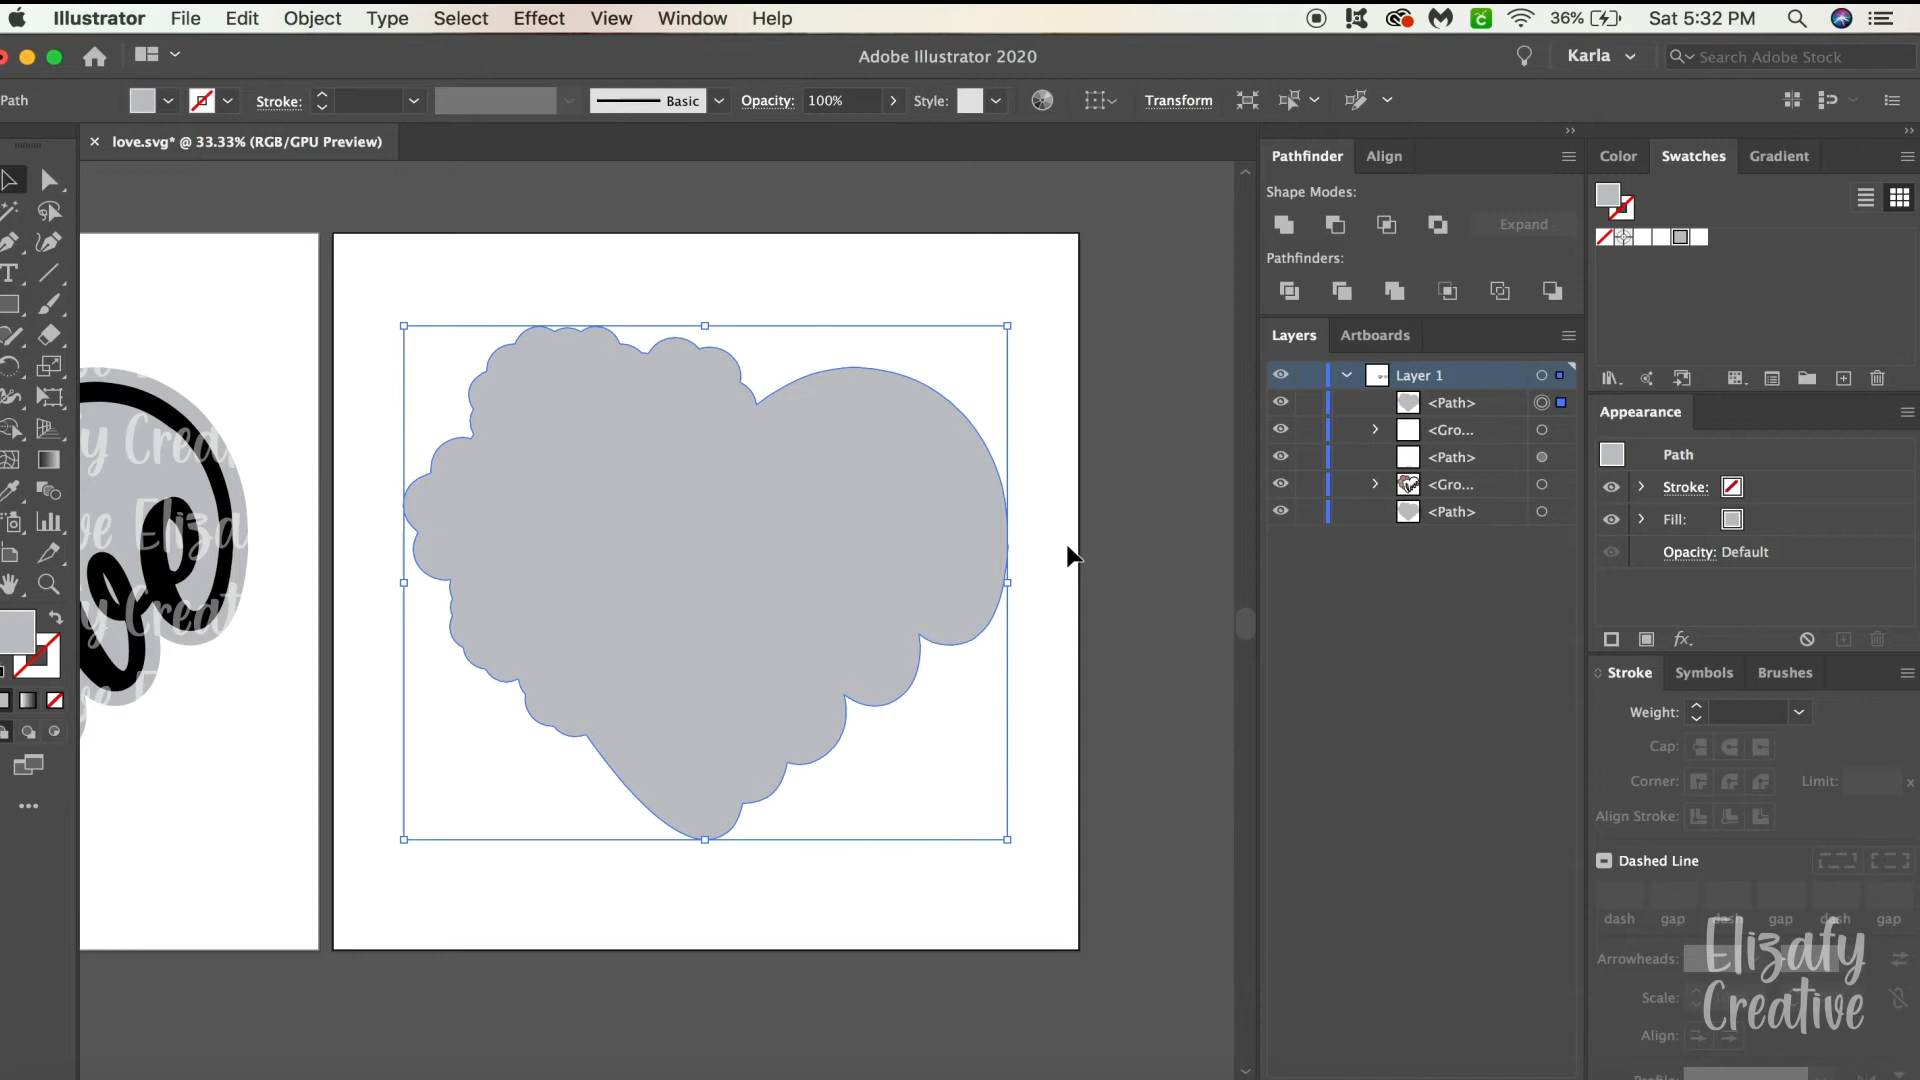 Illustrator File Edit Object Type Select Effect View Window Help 36% Sat 5:32 PM
Adobe Illustrator 2020 Karla Search Adobe Stock
Path Stroke: Basic Opacity: 100% Style: Transform
love.svg* @ 33.33% (RGB/GPU Preview)
Pathfinder Align
Shape Modes:
Expand
Pathfinders:
Layers Artboards
Layer 1
<Path>
<Gro...
<Path>
<Gro...
<Path>
Color Swatches Gradient
Appearance
Path
Stroke:
Fill:
Opacity: Default
Stroke Symbols Brushes
Weight:
Cap:
Corner: Limit: x
Align Stroke:
Dashed Line
dash gap dash gap dash gap
Arrowheads:
Scale:
Align:
Elizafy
Creative